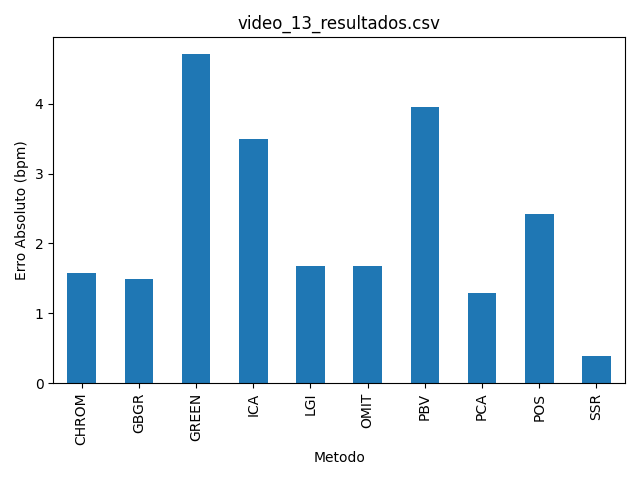 video_13_resultados.csv
Erro Absoluto (bpm)
4
3
2
1
0
CHROM
GBGR
GREEN
ICA
LGI
OMIT
PBV
PCA
POS
SSR
Metodo